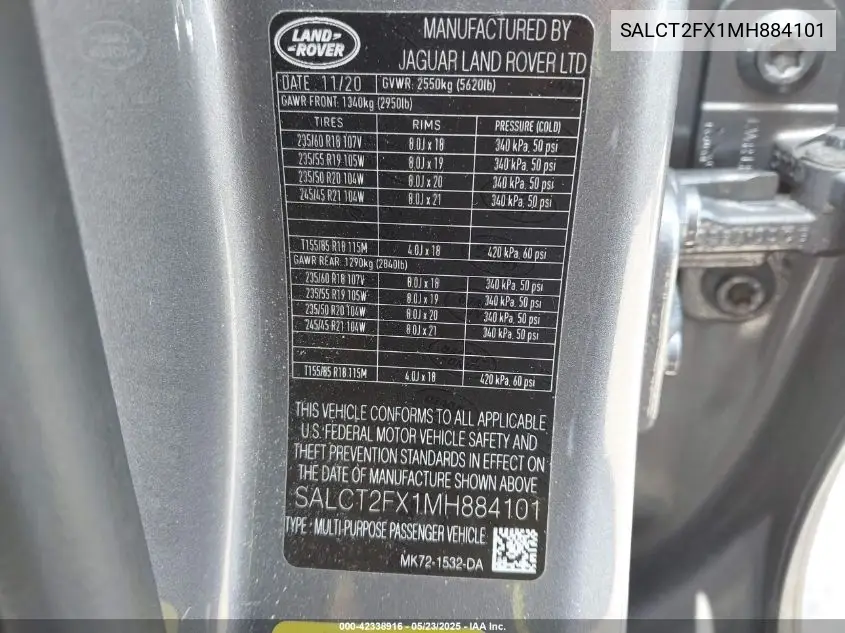 SALCT2FX1MH884101
LAND ROVER
MANUFACTURED BY
JAGUAR LAND ROVER LTD
DATE 11/20 GVWR: 2550kg (5620lb)
GAWR FRONT: 1340kg (2950lb)
TIRES RIMS PRESSURE (COLD)
235/60 R18 107V 8.0J x 18 340 kPa, 50 psi
235/55 R19 105W 8.0J x 19 340 kPa, 50 psi
235/50 R20 104W 8.0J x 20 340 kPa, 50 psi
245/45 R21 104W 8.0J x 21 340 kPa, 50 psi
T155/85 R18 115M 4.0J x 18 420 kPa, 60 psi
GAWR REAR: 1290kg (2840lb)
235/60 R18 107V 8.0J x 18 340 kPa, 50 psi
235/55 R19 105W 8.0J x 19 340 kPa, 50 psi
235/50 R20 104W 8.0J x 20 340 kPa, 50 psi
245/45 R21 104W 8.0J x 21 340 kPa, 50 psi
T155/85 R18 115M 4.0J x 18 420 kPa, 60 psi
THIS VEHICLE CONFORMS TO ALL APPLICABLE
U.S. FEDERAL MOTOR VEHICLE SAFETY AND
THEFT PREVENTION STANDARDS IN EFFECT ON
THE DATE OF MANUFACTURE SHOWN ABOVE
SALCT2FX1MH884101
TYPE : MULTI-PURPOSE PASSENGER VEHICLE
MK72-1532-DA
000-42338916 - 05/23/2025 - IAA Inc.